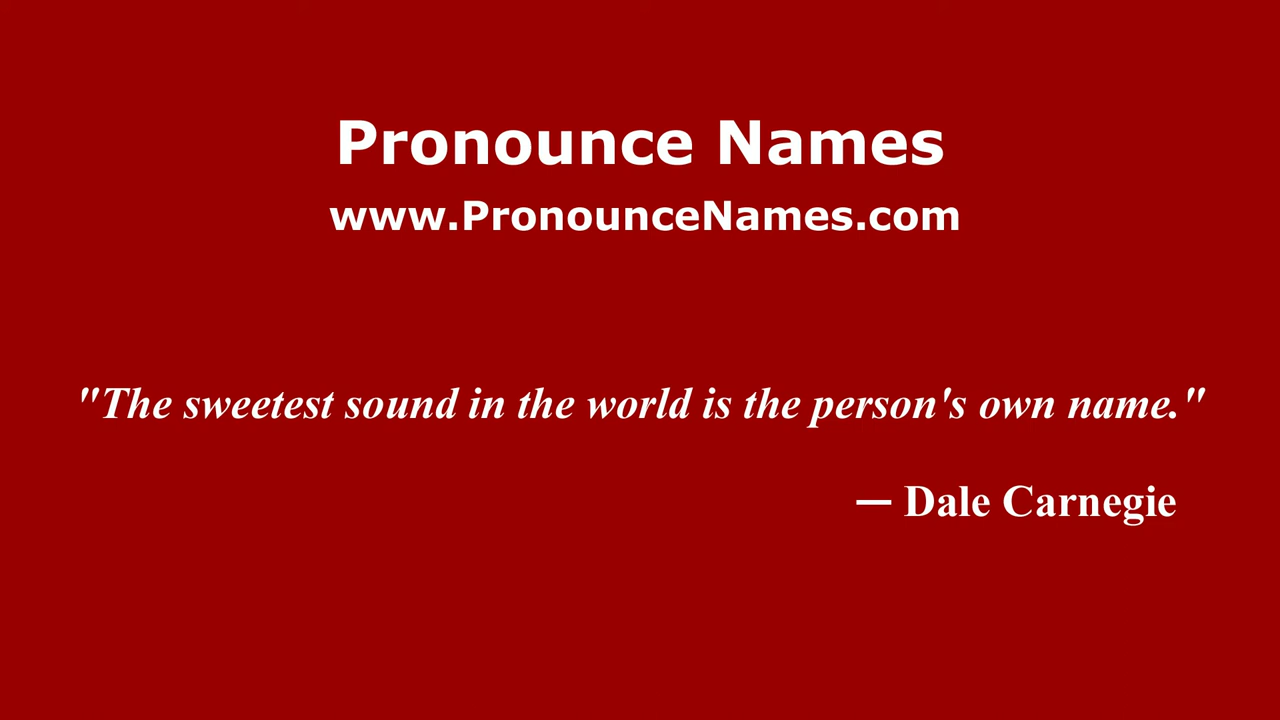 Pronounce Names
www.PronounceNames.com
"The sweetest sound in the world is the person's own name."
— Dale Carnegie